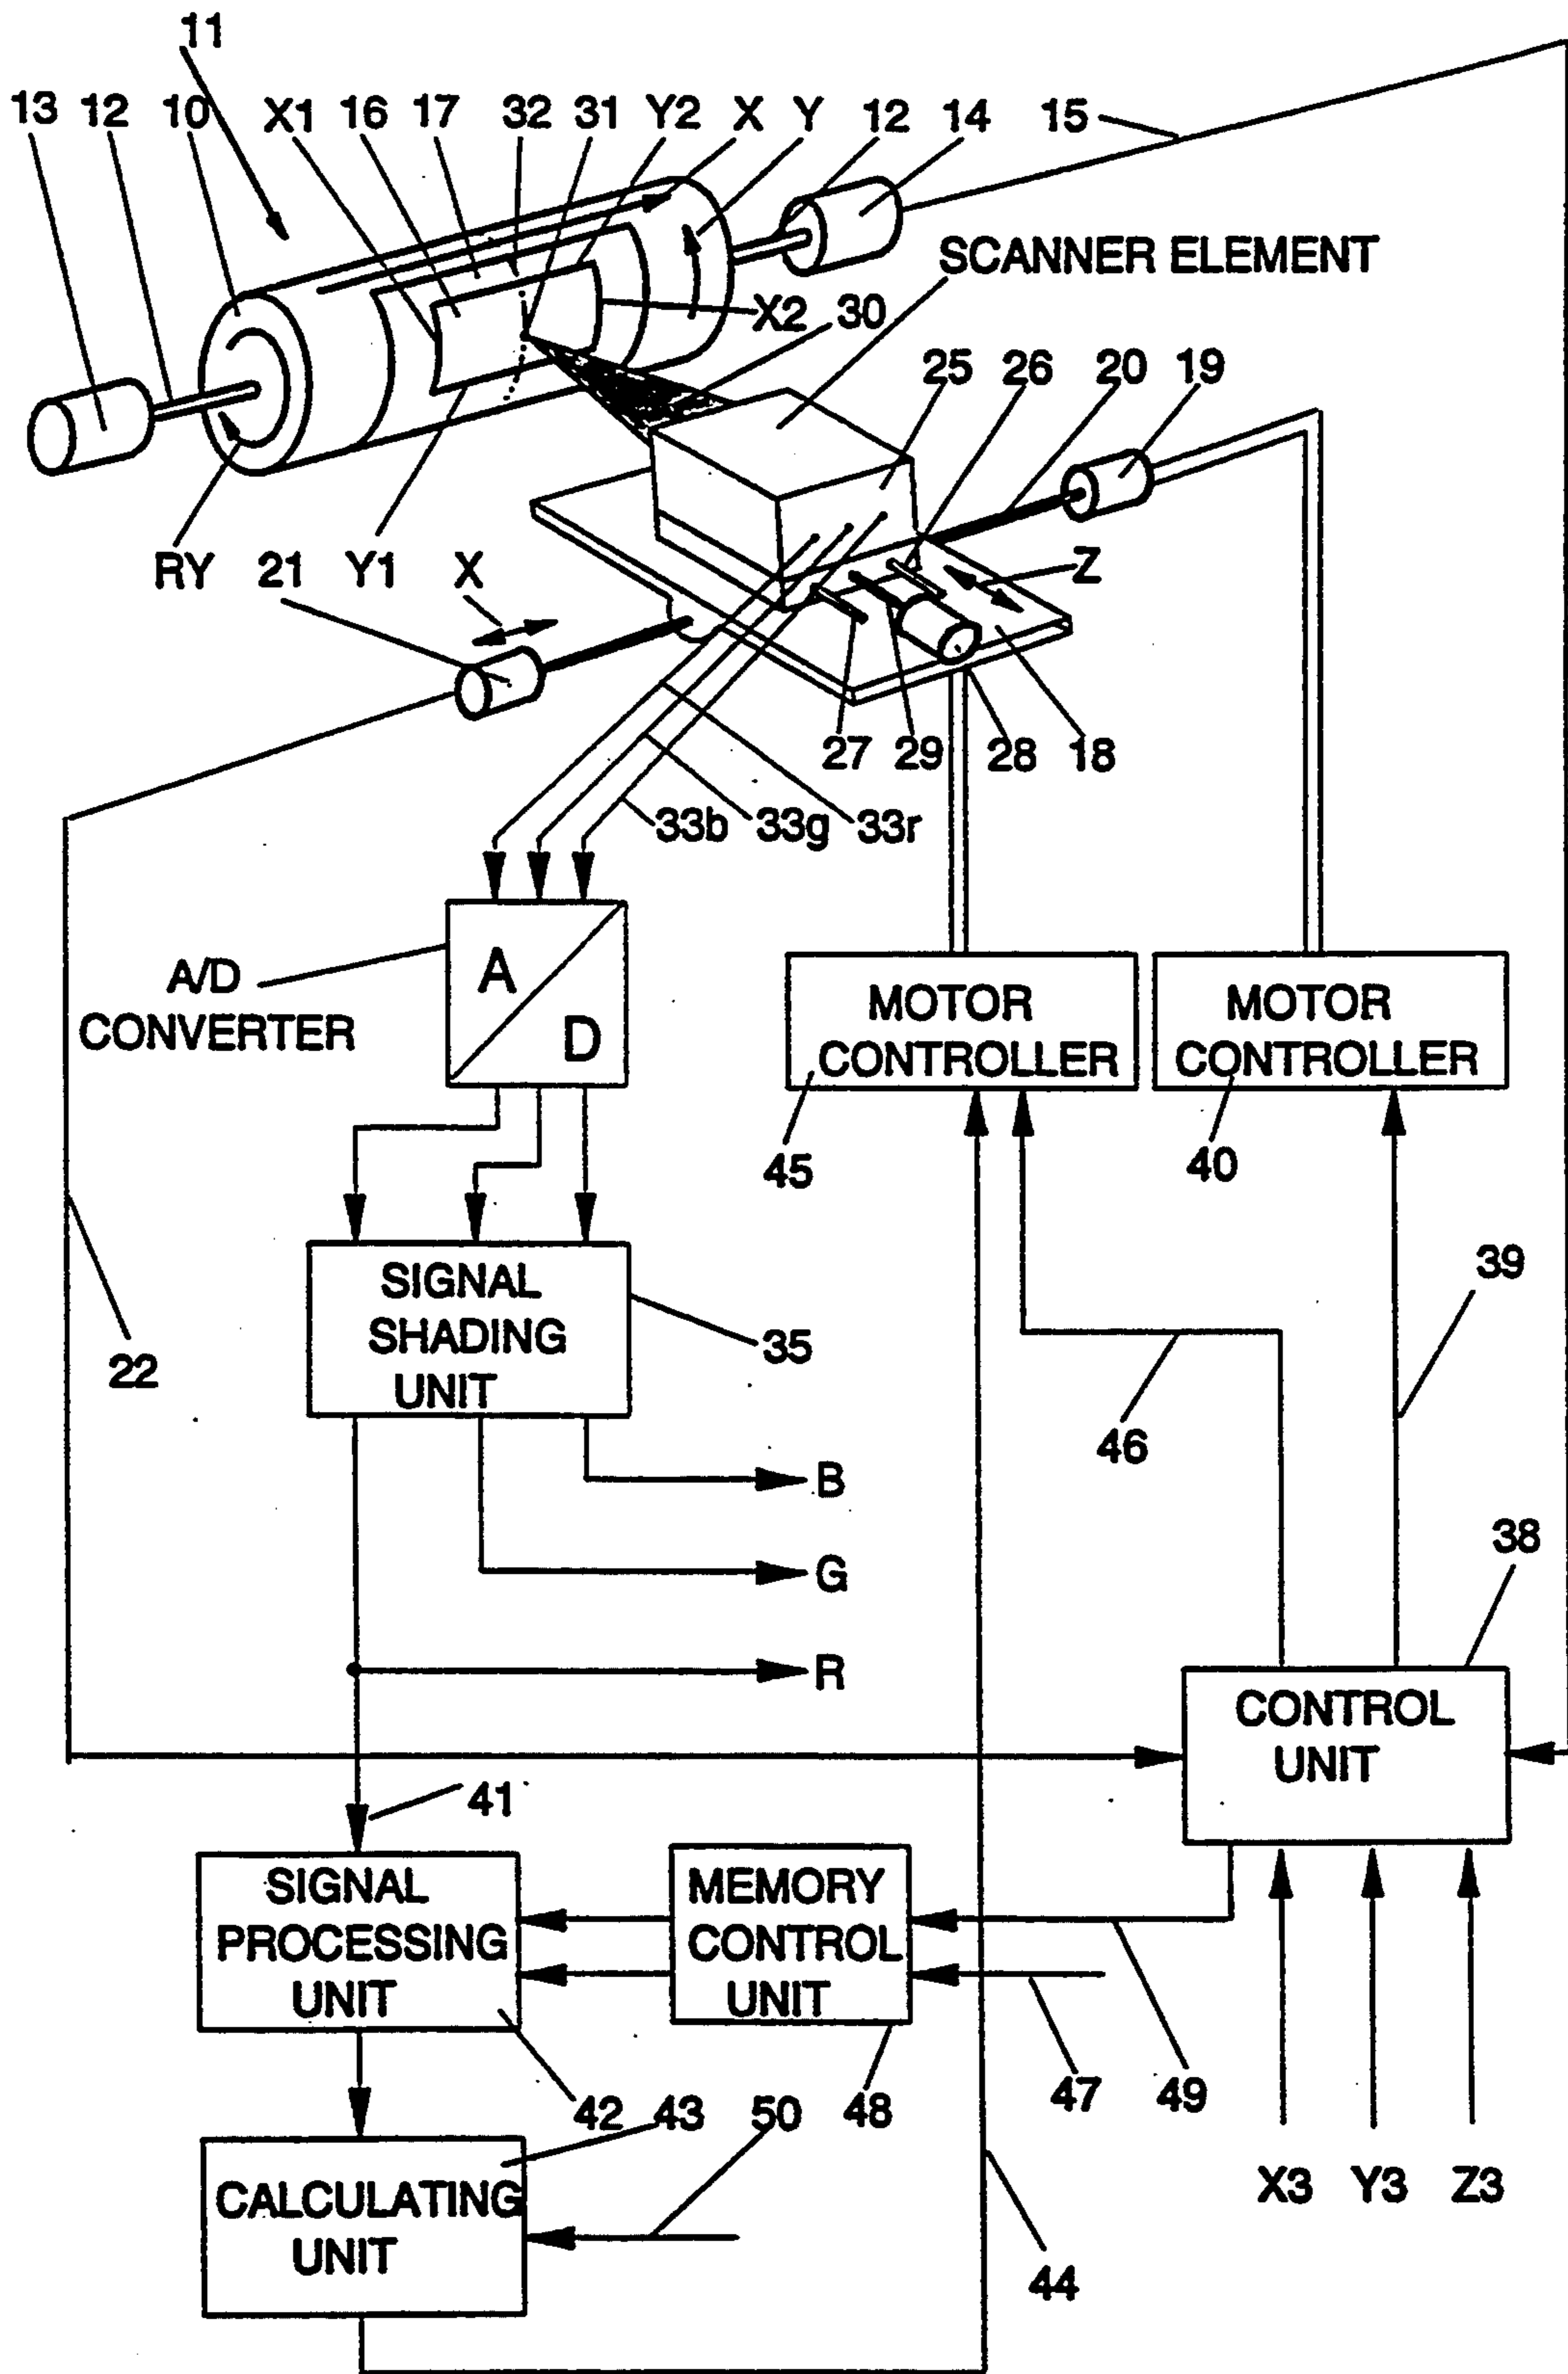 11
13 12 10 X1 16 17 32 31 Y2 X Y 12 14 15
SCANNER ELEMENT
X2 30
25 26 20 19
RY 21 Y1 X
Z
27 29 28 18
33b 33g 33r
A/D
CONVERTER
A
D
MOTOR
CONTROLLER
MOTOR
CONTROLLER
45
40
SIGNAL
SHADING
UNIT
35
39
22
46
B
G
R
38
CONTROL
UNIT
41
SIGNAL
PROCESSING
UNIT
MEMORY
CONTROL
UNIT
42 43 50 48
47 49
X3 Y3 Z3
CALCULATING
UNIT
44